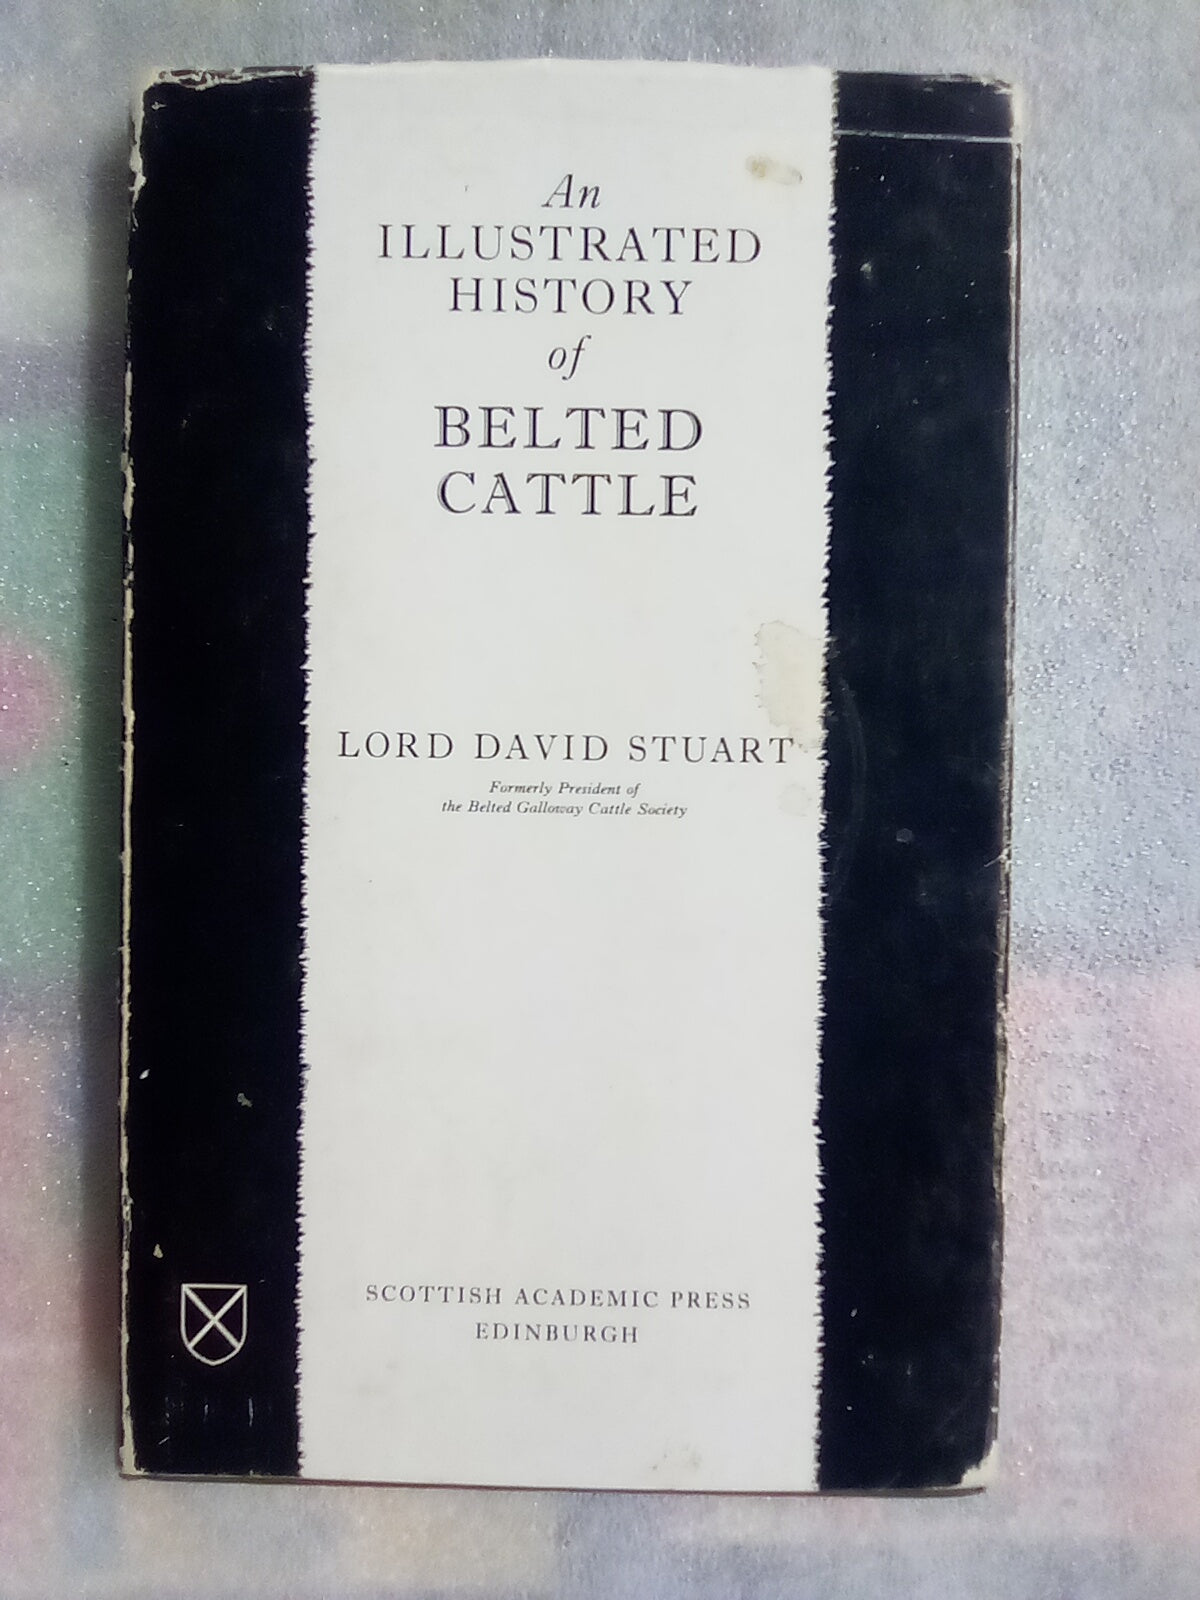 An
ILLUSTRATED
HISTORY
of
BELTED
CATTLE
LORD DAVID STUART
Formerly President of
the Belted Galloway Cattle Society
SCOTTISH ACADEMIC PRESS
EDINBURGH